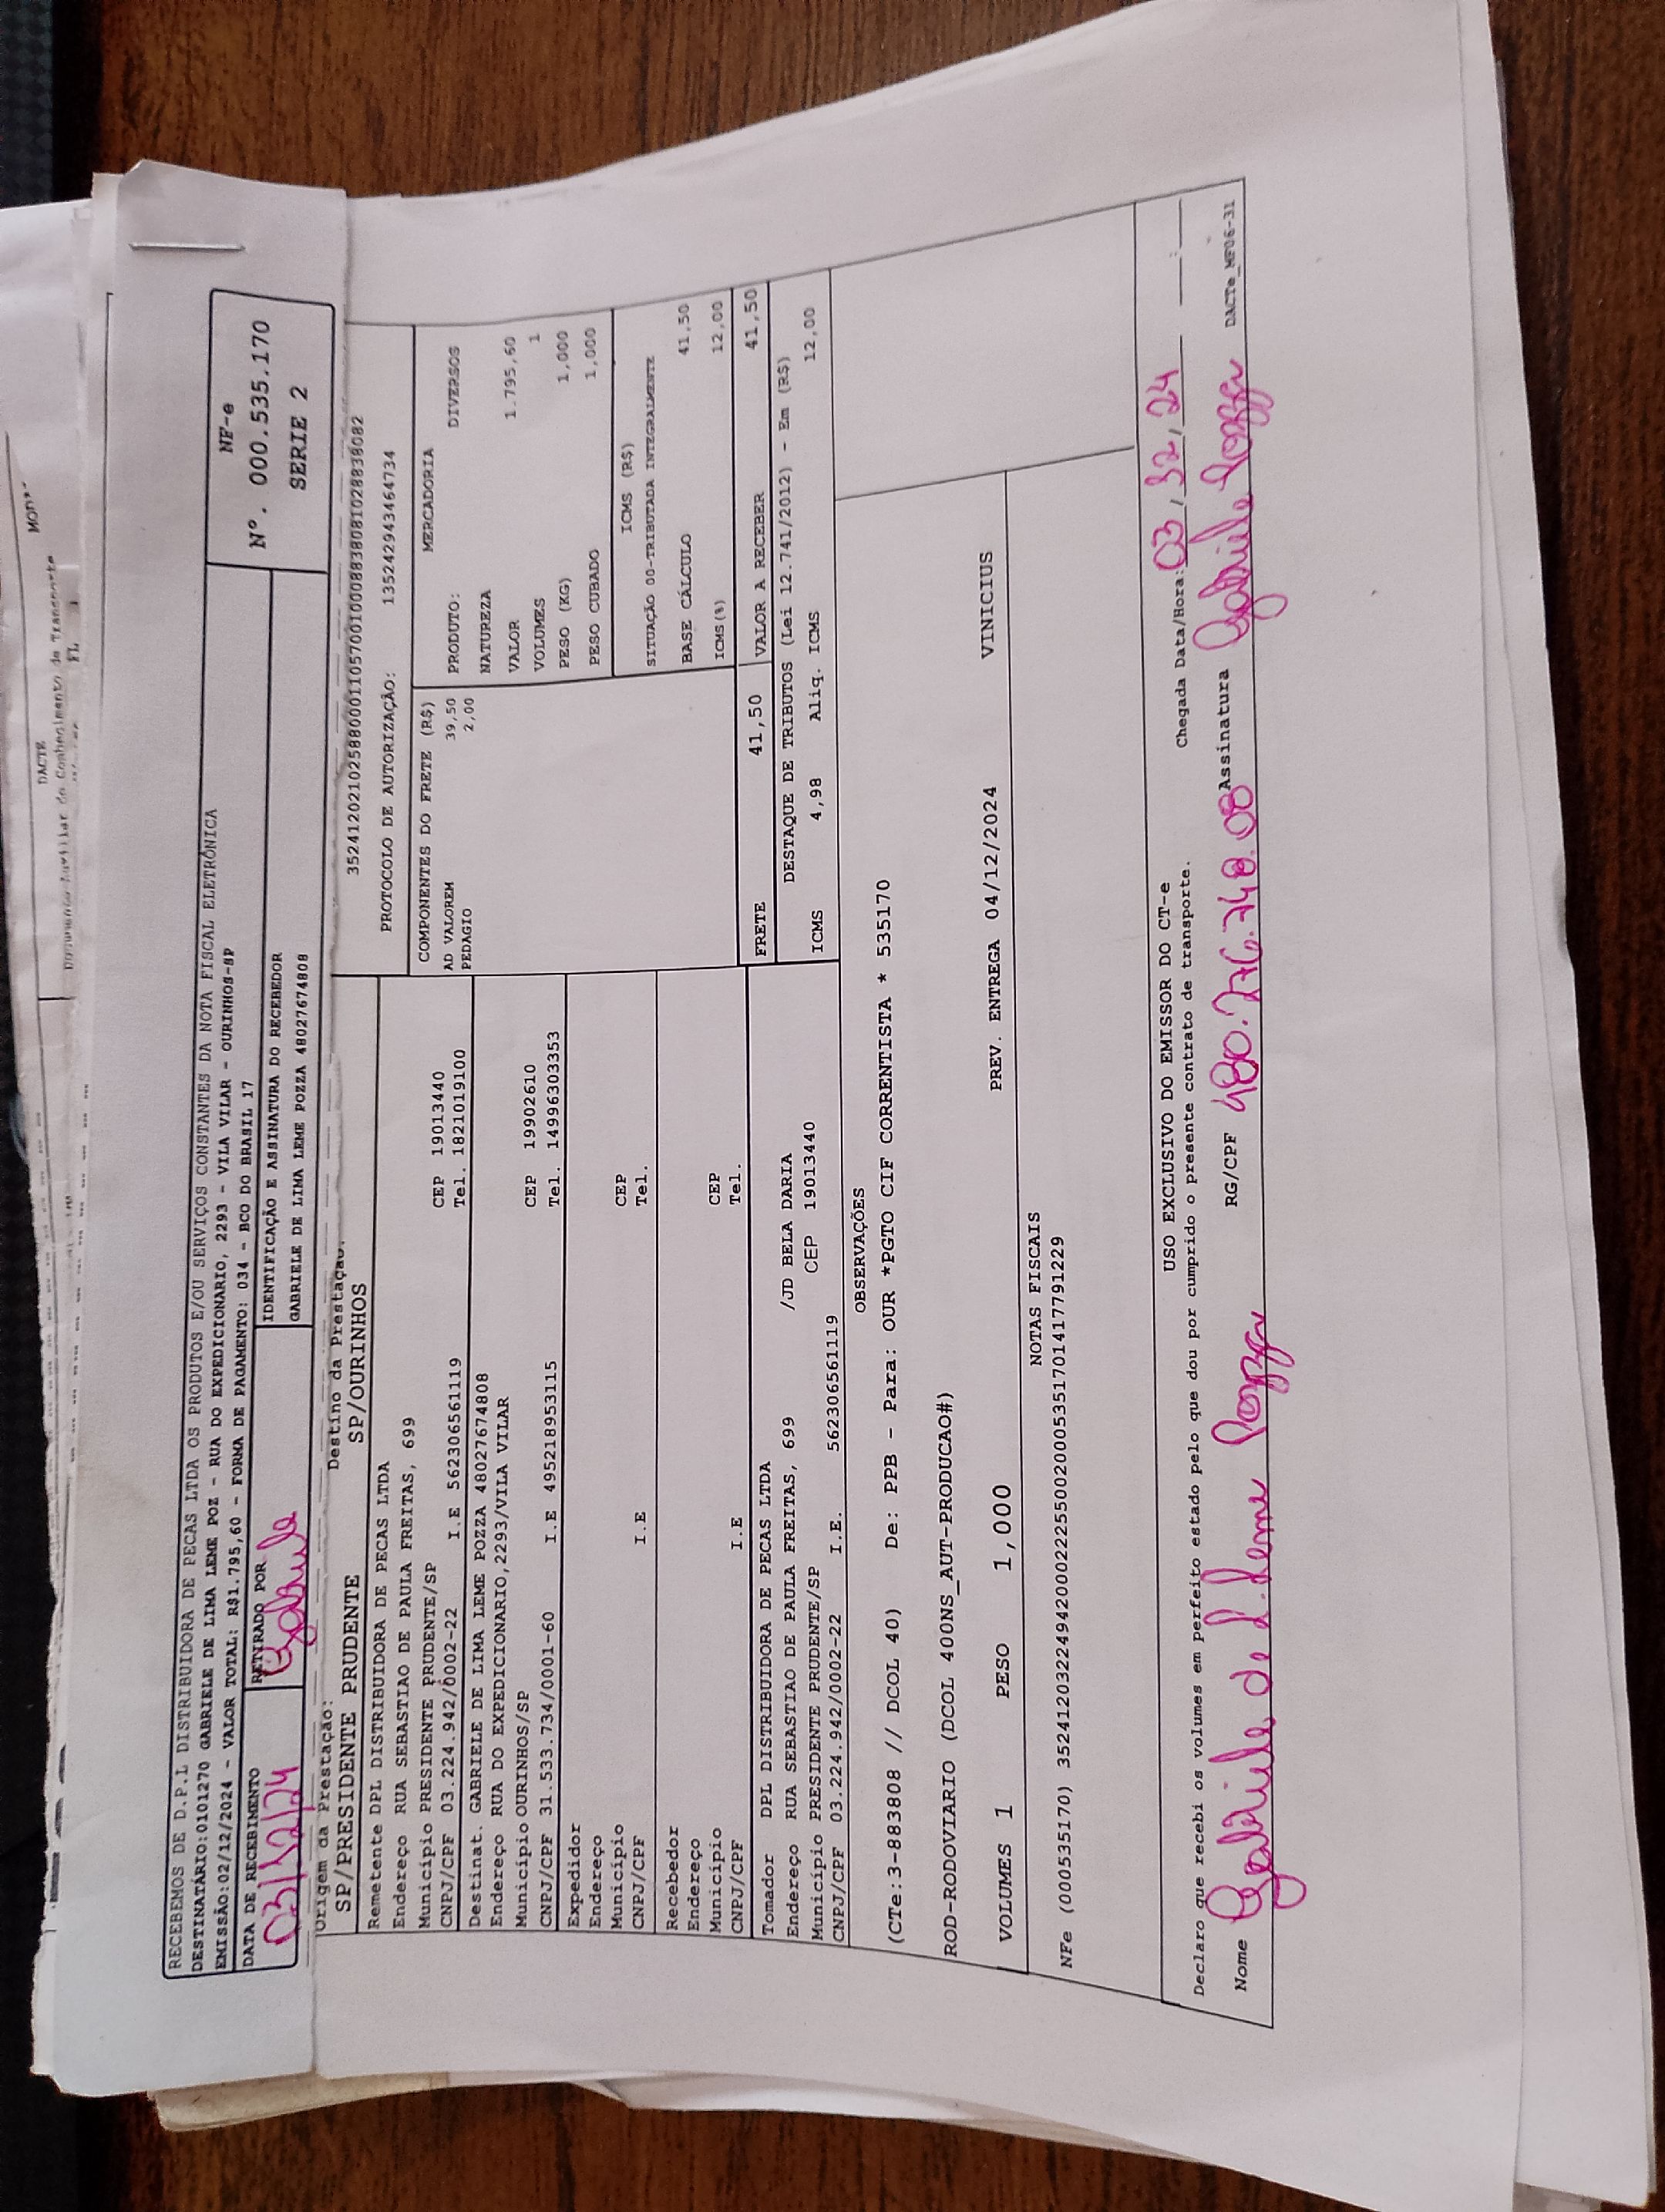 DACTE
MOD
RECEBEMOS DE D.P.L DISTRIBUIDORA DE PECAS LTDA OS PRODUTOS E/OU SERVIÇOS CONSTANTES DA NOTA FISCAL ELETRÔNICA
DESTINATÁRIO:0101270 GABRIELE DE LIMA LEME POZ - RUA DO EXPEDICIONARIO, 2293 - VILA VILAR - OURINHOS-SP
EMISSÃO:02/12/2024 - VALOR TOTAL: R$1.795,60 - FORMA DE PAGAMENTO: 034 - BCO DO BRASIL 17
NF-e
Nº. 000.535.170
SERIE 2
DATA DE RECEBIMENTO RETIRADO POR IDENTIFICAÇÃO E ASSINATURA DO RECEBEDOR
03/12/24 Gabriele GABRIELE DE LIMA LEME POZZA 48027674808
Origem da Prestação: Destino da Prestação:
SP/PRESIDENTE PRUDENTE SP/OURINHOS
35241202102588000110570010008838081028838082
PROTOCOLO DE AUTORIZAÇÃO: 135242943464734
Remetente DPL DISTRIBUIDORA DE PECAS LTDA
Endereço RUA SEBASTIAO DE PAULA FREITAS, 699
Município PRESIDENTE PRUDENTE/SP CEP 19013440
CNPJ/CPF 03.224.942/0002-22 I.E 562306561119 Tel. 1821019100
Destinat. GABRIELE DE LIMA LEME POZZA 48027674808
Endereço RUA DO EXPEDICIONARIO,2293/VILA VILAR
Município OURINHOS/SP CEP 19902610
CNPJ/CPF 31.533.734/0001-60 I.E 495218953115 Tel. 14996303353
Expedidor
Endereço
Município CEP
CNPJ/CPF I.E Tel.
Recebedor
Endereço
Município CEP
CNPJ/CPF I.E Tel.
Tomador DPL DISTRIBUIDORA DE PECAS LTDA
Endereço RUA SEBASTIAO DE PAULA FREITAS, 699 /JD BELA DARIA
Município PRESIDENTE PRUDENTE/SP CEP 19013440
CNPJ/CPF 03.224.942/0002-22 I.E. 562306561119
COMPONENTES DO FRETE (R$)
AD VALOREM 39,50
PEDAGIO 2,00
MERCADORIA
PRODUTO: DIVERSOS
NATUREZA
VALOR 1.795,60
VOLUMES 1
PESO (KG) 1,000
PESO CUBADO 1,000
ICMS (R$)
SITUAÇÃO 00-TRIBUTADA INTEGRALMENTE
BASE CÁLCULO 41,50
ICMS(%) 12,00
FRETE 41,50 VALOR A RECEBER 41,50
DESTAQUE DE TRIBUTOS (Lei 12.741/2012) - Em (R$)
ICMS 4,98 Aliq. ICMS 12,00
OBSERVAÇÕES
(CTe:3-883808 // DCOL 40) De: PPB - Para: OUR *PGTO CIF CORRENTISTA * 535170
ROD-RODOVIARIO (DCOL 400NS_AUT-PRODUCAO#)
VOLUMES 1 PESO 1,000 PREV. ENTREGA 04/12/2024 VINICIUS
NOTAS FISCAIS
NFe (000535170) 35241203224942000222550020005351701417791229
USO EXCLUSIVO DO EMISSOR DO CT-e
Declaro que recebi os volumes em perfeito estado pelo que dou por cumprido o presente contrato de transporte. Chegada Data/Hora: 03/12/24 __:__
Nome Gabriele de L. Leme Pozza RG/CPF 480.276.748.08 Assinatura Gabriele Pozza DACTe_MF06-31